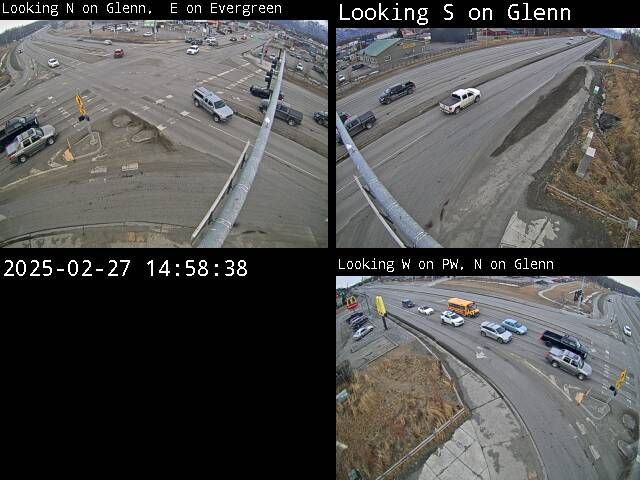 Looking N on Glenn,  E on Evergreen
Looking S on Glenn
2025-02-27 14:58:38
Looking W on PW, N on Glenn